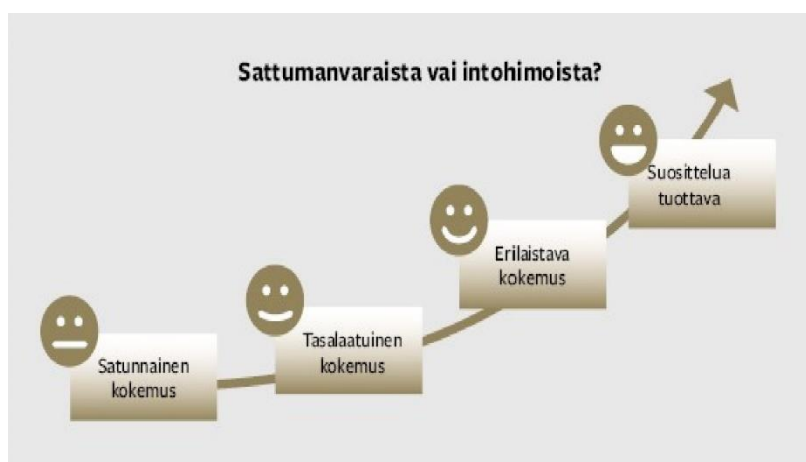 Sattumanvaraista vai intohimoista?
Suosittelua
tuottava
Erilaistava
kokemus
Tasalaatuinen
kokemus
Satunnainen
kokemus